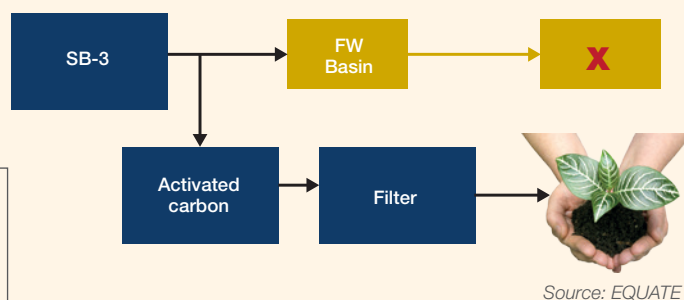 SB-3
FW
Basin
X
Activated
carbon
Filter
Source: EQUATE